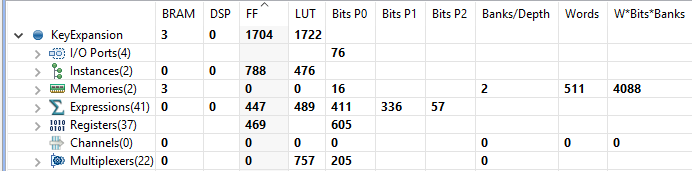 BRAM DSP FF LUT Bits P0 Bits P1 Bits P2 Banks/Depth Words W*Bits*Banks
KeyExpansion 3 0 1704 1722
I/O Ports(4) 76
Instances(2) 0 0 788 476
Memories(2) 3 0 0 16 2 511 4088
Expressions(41) 0 0 447 489 411 336 57
1010 0101 Registers(37) 469 605
Channels(0) 0 0 0 0 0 0 0
Multiplexers(22) 0 0 757 205 0